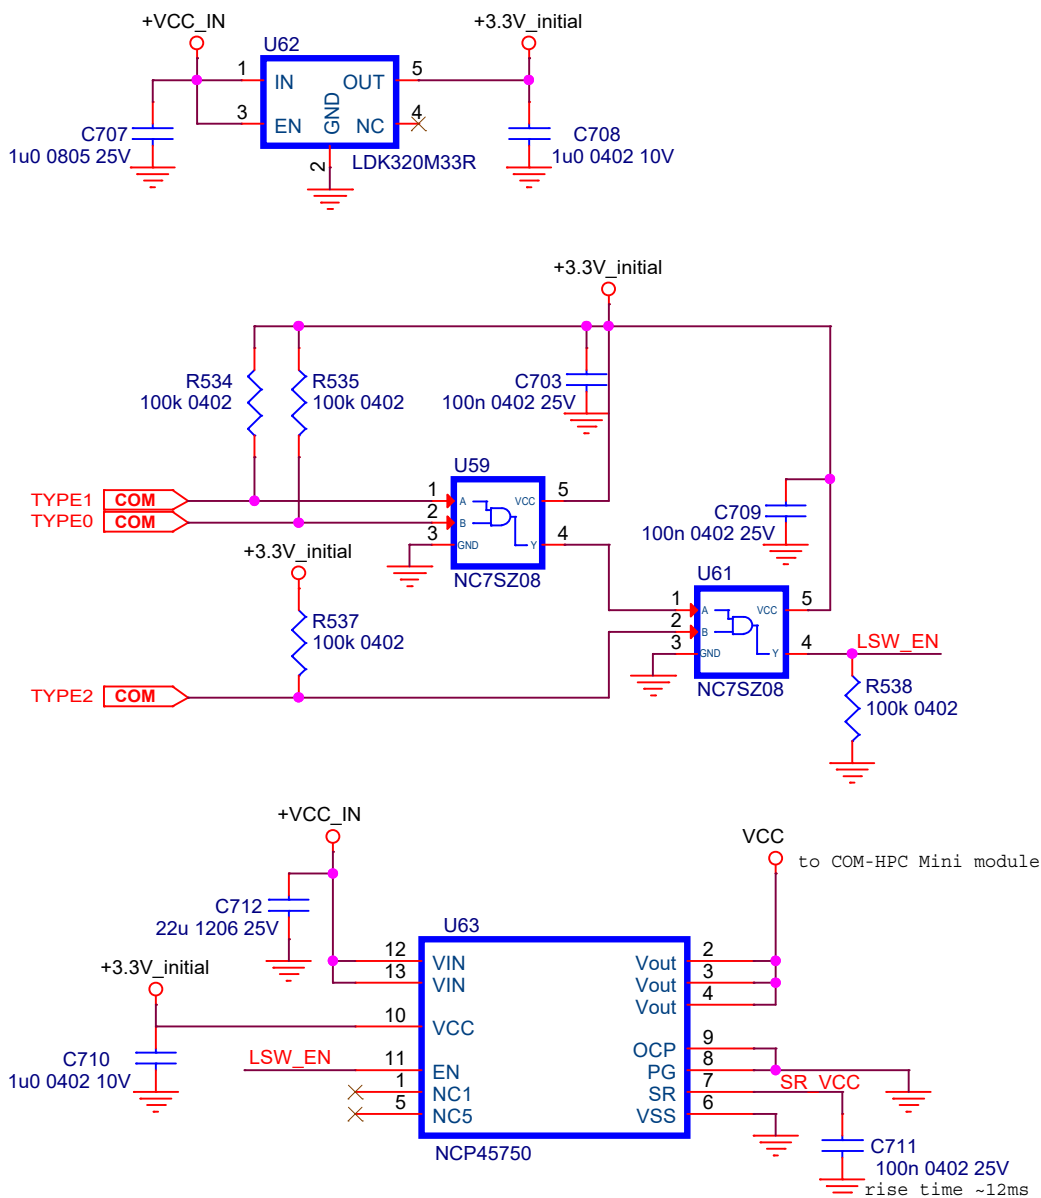 +VCC_IN
+3.3V_initial
U62
1
IN
OUT
5
3
EN
GND
NC
4
2
LDK320M33R
C707
1u0 0805 25V
C708
1u0 0402 10V
+3.3V_initial
R534
100k 0402
R535
100k 0402
C703
100n 0402 25V
TYPE1
COM
TYPE0
COM
U59
1
A
VCC
5
2
B
3
GND
Y
4
NC7SZ08
C709
100n 0402 25V
+3.3V_initial
R537
100k 0402
TYPE2
COM
U61
1
A
VCC
5
2
B
3
GND
Y
4
NC7SZ08
LSW_EN
R538
100k 0402
+VCC_IN
VCC
to COM-HPC Mini module
C712
22u 1206 25V
+3.3V_initial
C710
1u0 0402 10V
LSW_EN
U63
12
VIN
Vout
2
13
VIN
Vout
3
Vout
4
10
VCC
OCP
9
11
EN
PG
8
1
NC1
SR
7
SR_VCC
5
NC5
VSS
6
NCP45750
C711
100n 0402 25V
rise time ~12ms